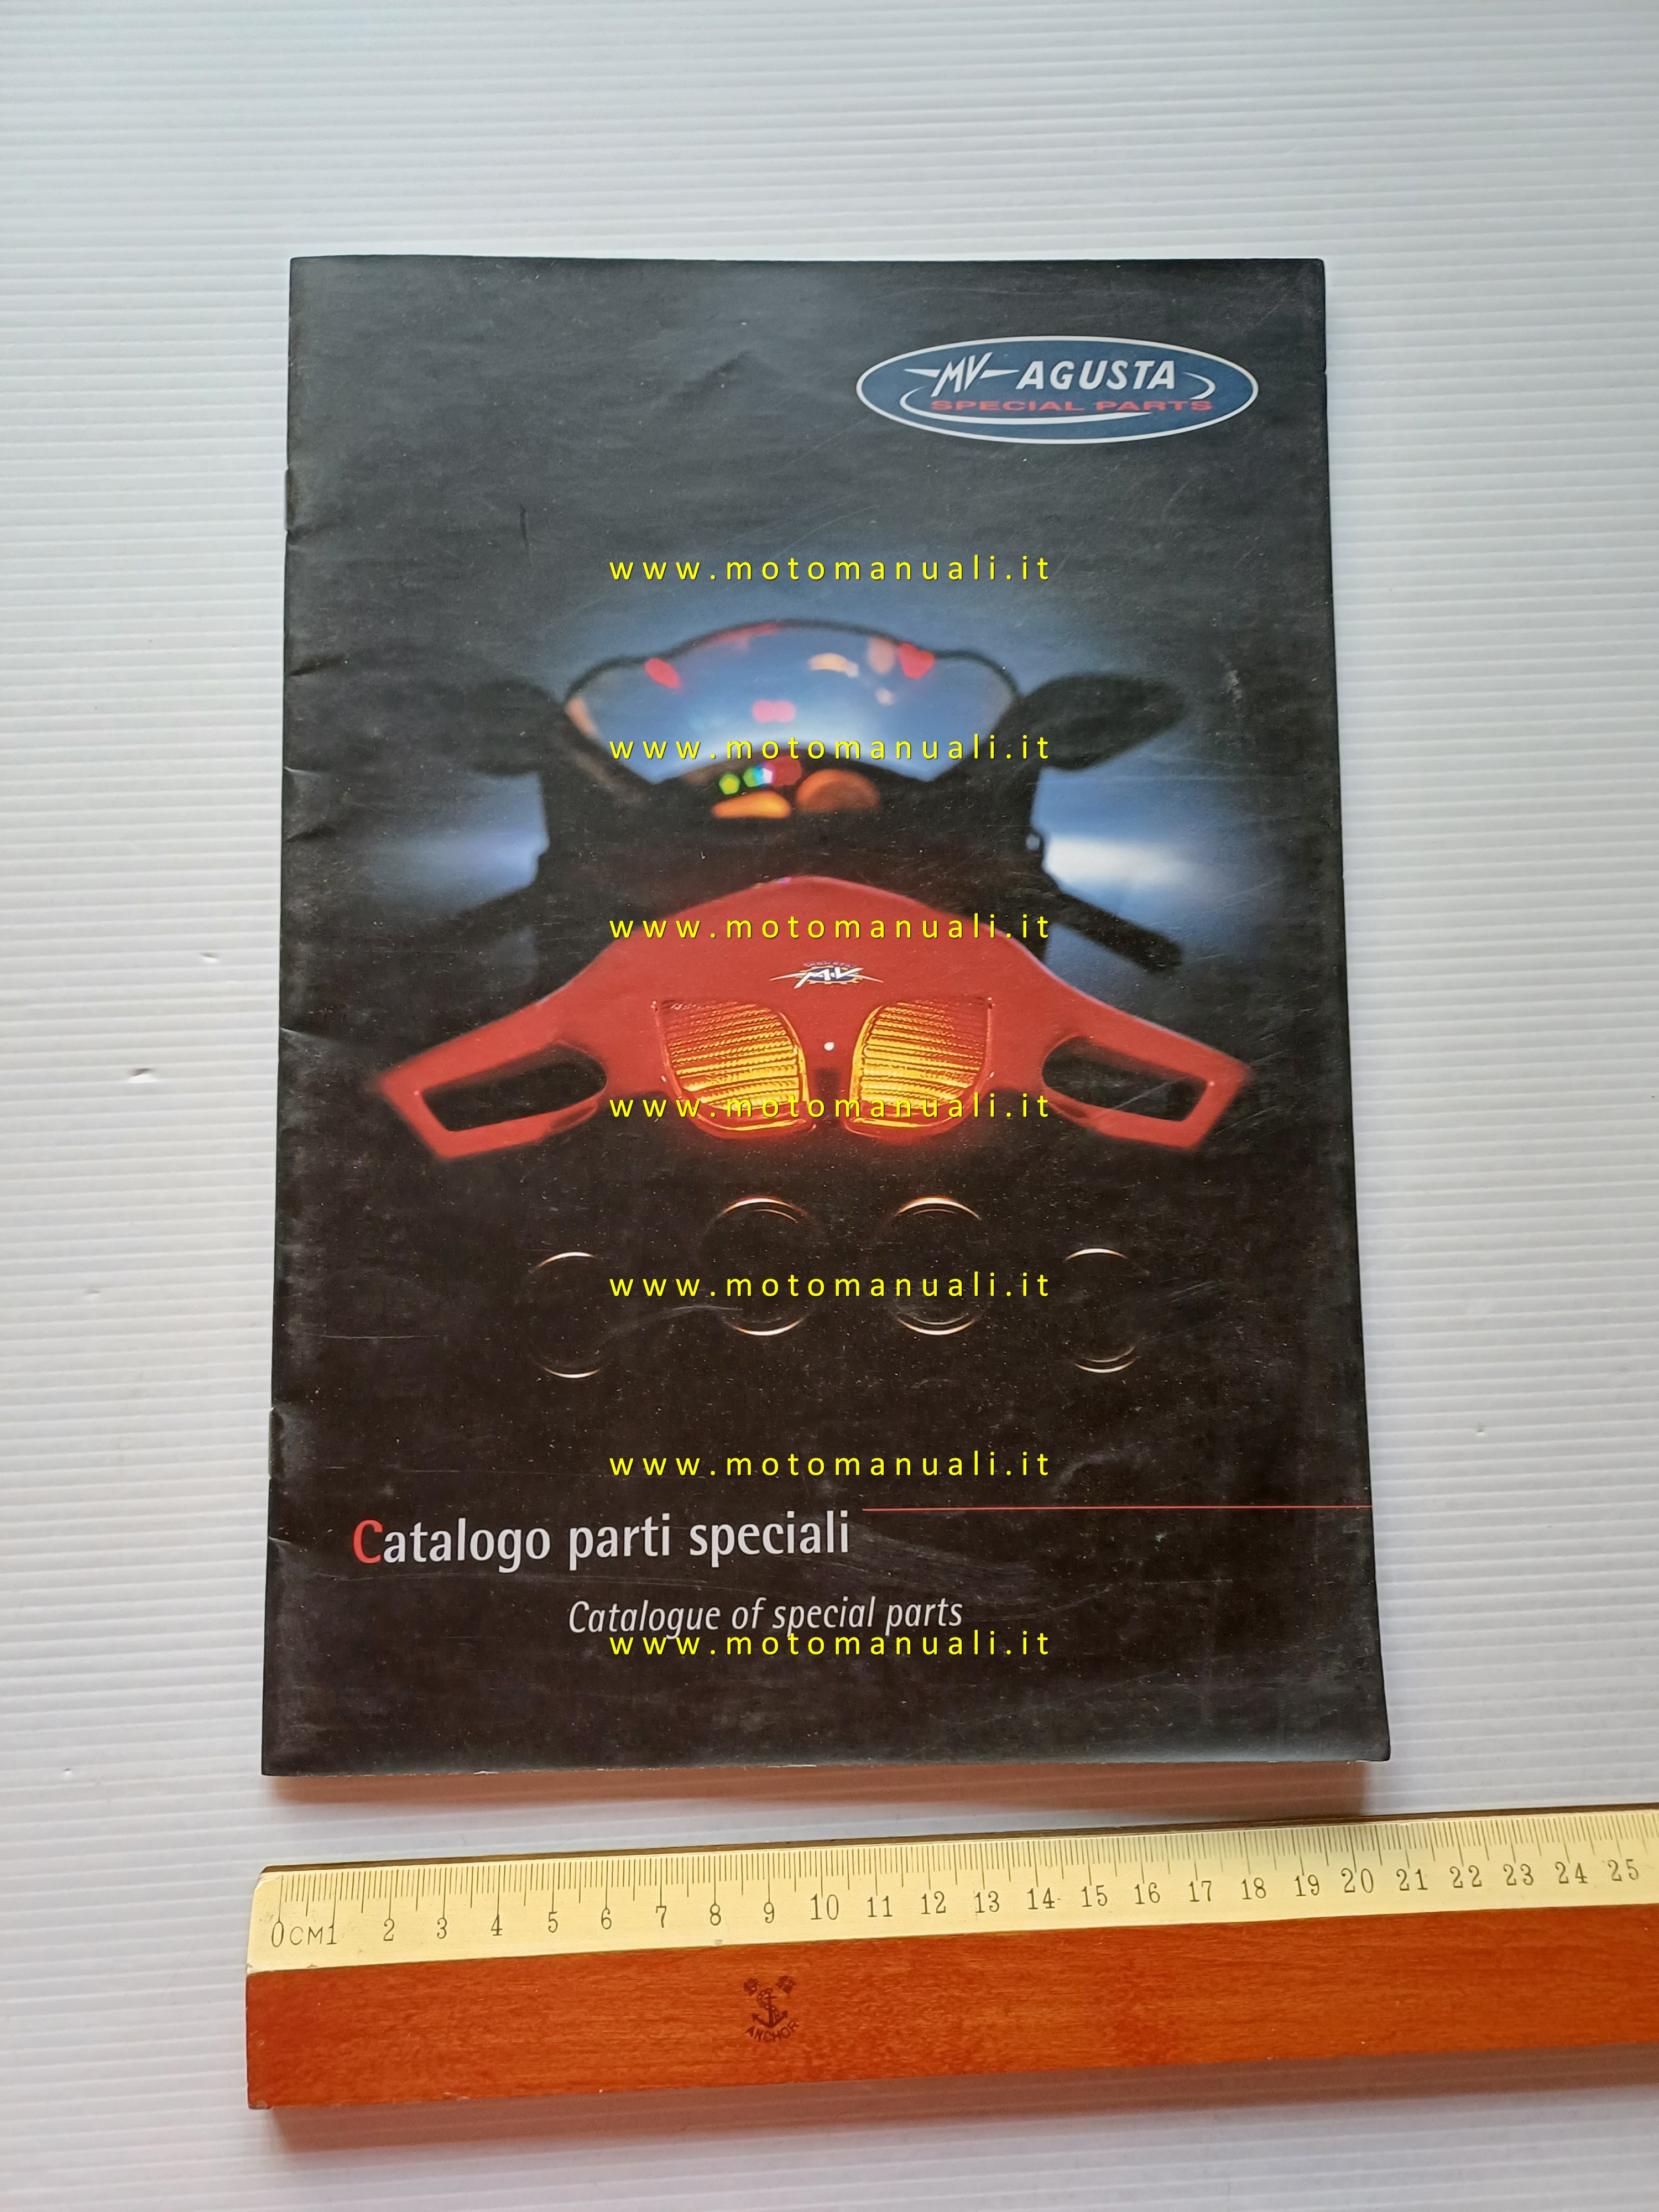 MV AGUSTA
SPECIAL PARTS
www.motomanuali.it
www.motomanuali.it
www.motomanuali.it
MV
www.motomanuali.it
www.motomanuali.it
www.motomanuali.it
Catalogo parti speciali
Catalogue of special parts
www.motomanuali.it
0CM1 2 3 4 5 6 7 8 9 10 11 12 13 14 15 16 17 18 19 20 21 22 23 24 25
ANCHOR